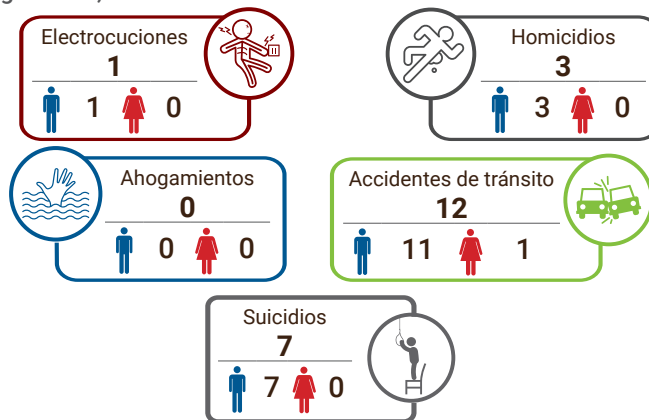 Electrocuciones
1
1 0
Homicidios
3
3 0
Ahogamientos
0
0 0
Accidentes de tránsito
12
11 1
Suicidios
7
7 0